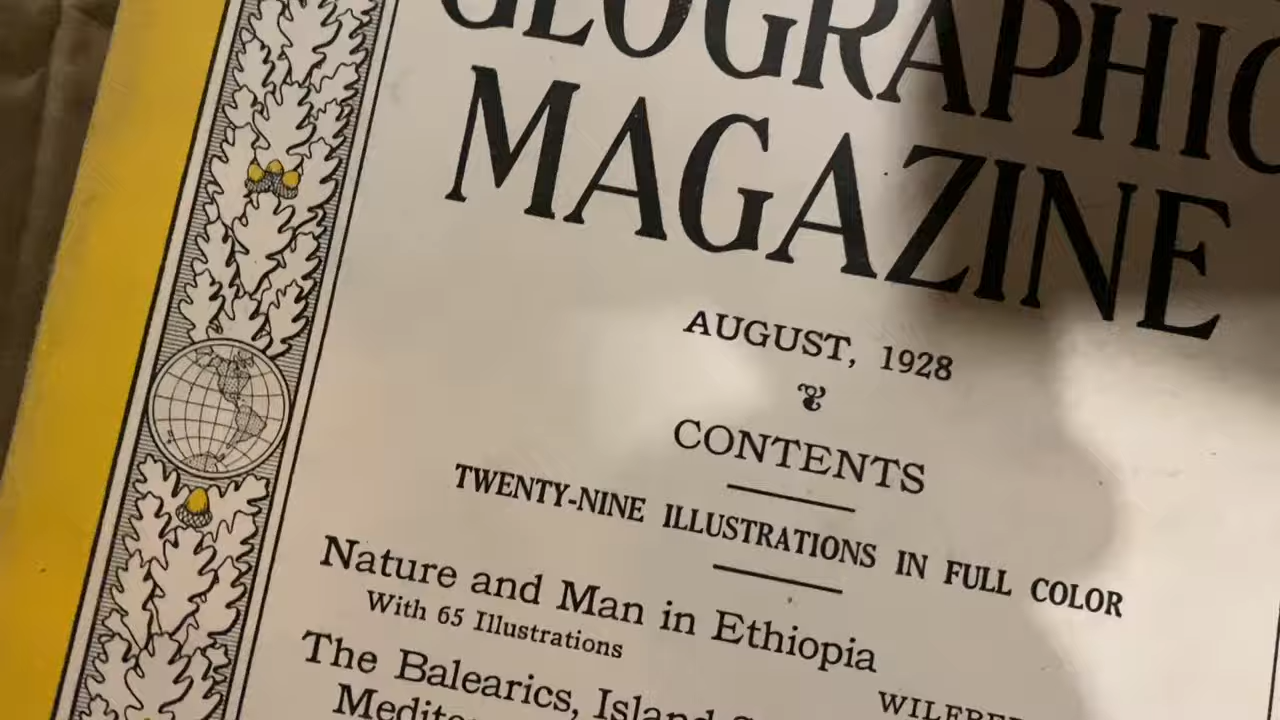 GEOGRAPHIC
MAGAZINE
AUGUST, 1928
CONTENTS
TWENTY-NINE ILLUSTRATIONS IN FULL COLOR
Nature and Man in Ethiopia
With 65 Illustrations
The Balearics, Island